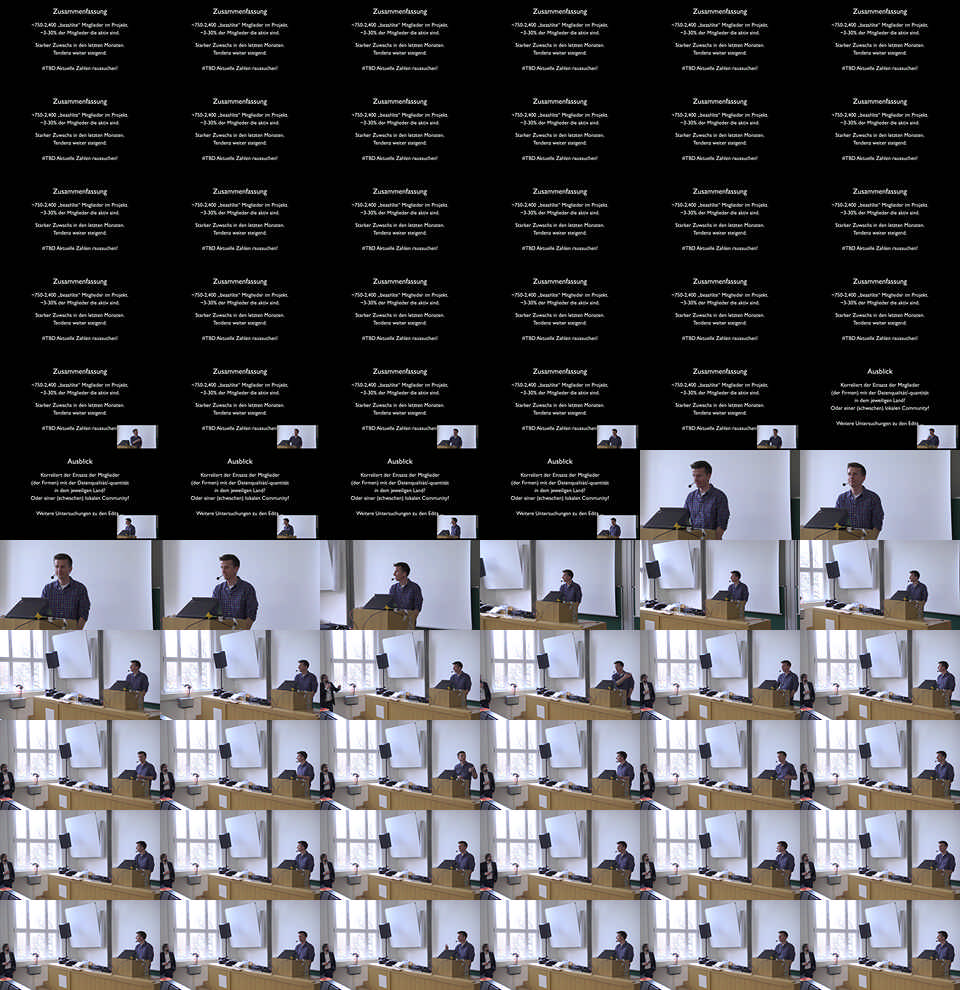 Zusammenfassung
~750-2,400 „bezahlte“ Mitglieder im Projekt.
~3-30% der Mitglieder die aktiv sind.
Starker Zuwachs in den letzten Monaten.
Tendenz weiter steigend.
#TBD Aktuelle Zahlen raussuchen!
Ausblick
Korreliert der Einsatz der Mitglieder
(der Firmen) mit der Datenqualität/-quantität
in dem jeweiligen Land?
Oder einer (schwachen) lokalen Community?
Weitere Untersuchungen zu den Edits